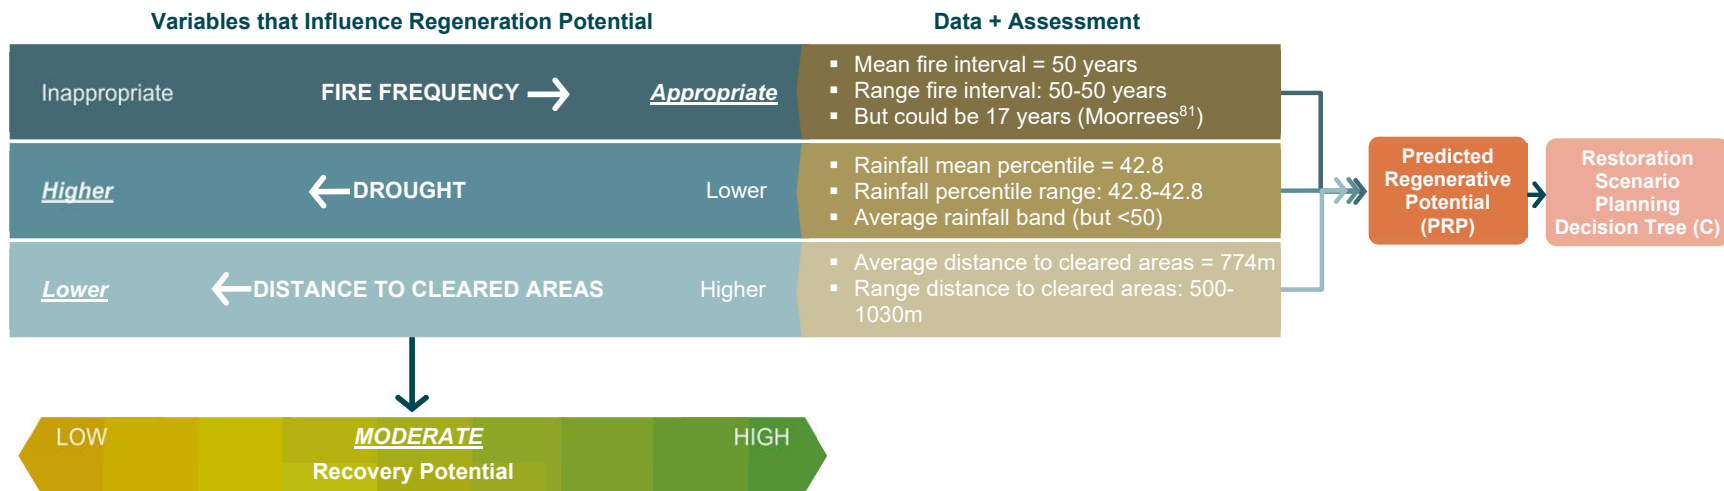 Variables that Influence Regeneration Potential
Data + Assessment
Inappropriate
FIRE FREQUENCY →
Appropriate
▪ Mean fire interval = 50 years
▪ Range fire interval: 50-50 years
▪ But could be 17 years (Moorrees81)
Higher
← DROUGHT
Lower
▪ Rainfall mean percentile = 42.8
▪ Rainfall percentile range: 42.8-42.8
▪ Average rainfall band (but <50)
Lower
← DISTANCE TO CLEARED AREAS
Higher
▪ Average distance to cleared areas = 774m
▪ Range distance to cleared areas: 500-
1030m
Predicted
Regenerative
Potential
(PRP)
Restoration
Scenario
Planning
Decision Tree (C)
LOW
MODERATE
HIGH
Recovery Potential